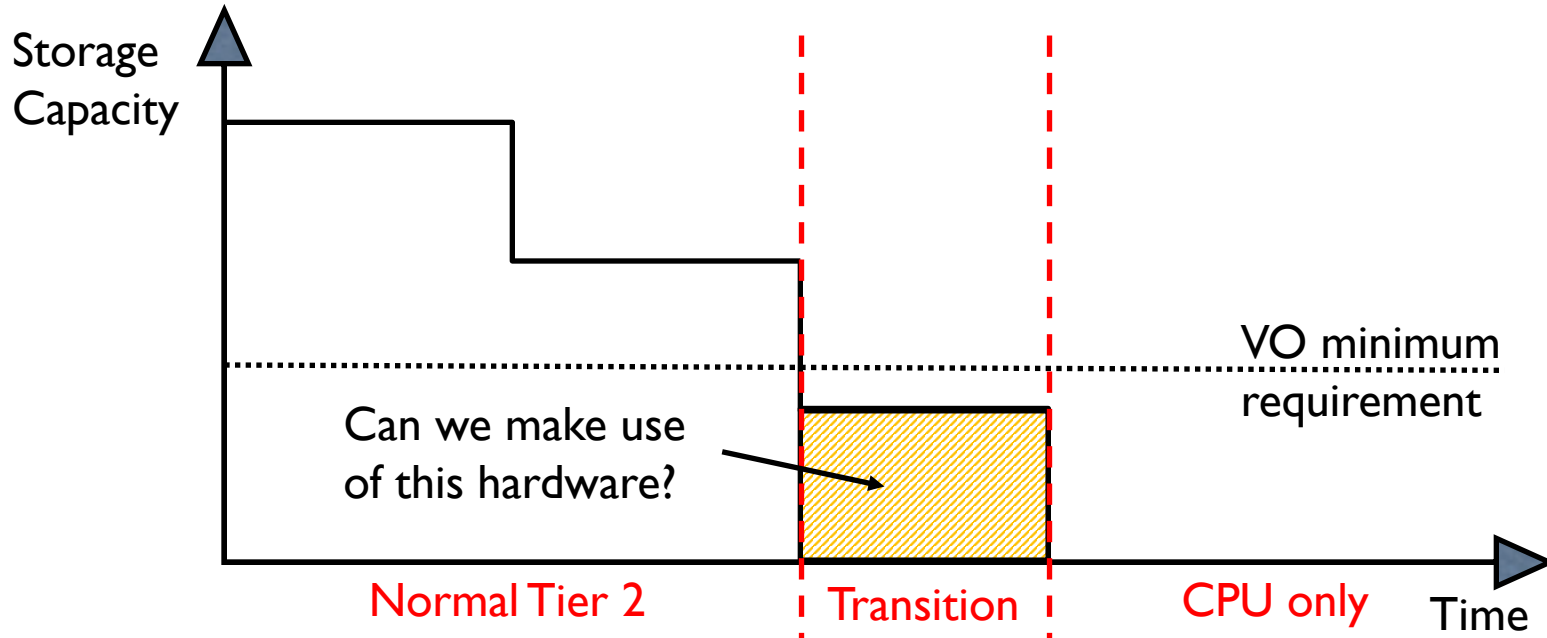 Storage
Capacity
VO minimum
requirement
Can we make use
of this hardware?
Normal Tier 2
Transition
CPU only
Time